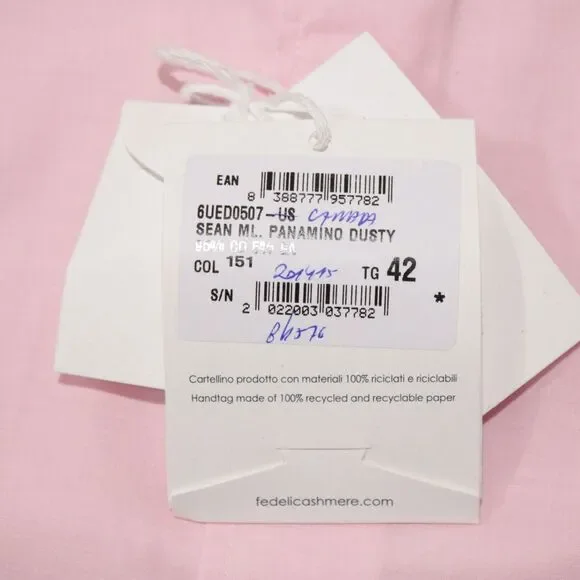 EAN
8 388777 957782
6UED0507-US CANADA
SEAN ML. PANAMINO DUSTY
COL 151 TG 42
S/N
2 022003 037782 *
Cartellino prodotto con materiali 100% riciclati e riciclabili
Handtag made of 100% recycled and recyclable paper
fedelicashmere.com